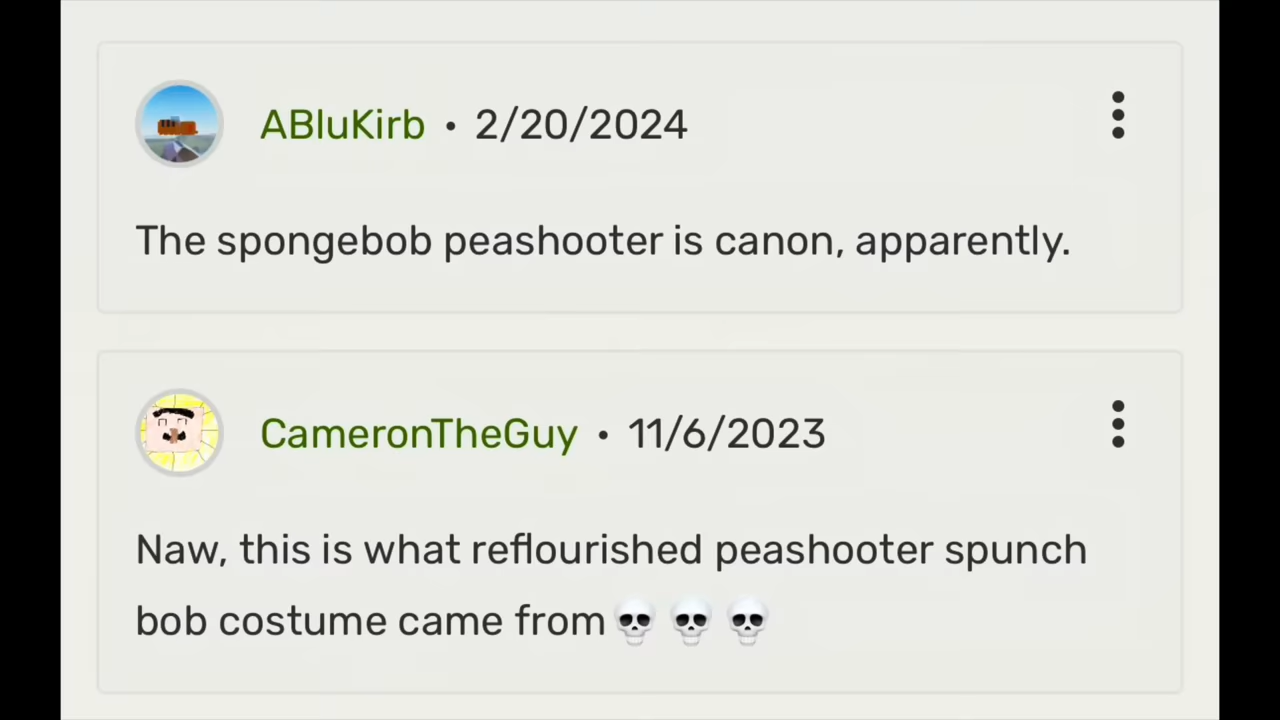 ABluKirb • 2/20/2024
The spongebob peashooter is canon, apparently.
CameronTheGuy • 11/6/2023
Naw, this is what reflourished peashooter spunch
bob costume came from💀💀💀